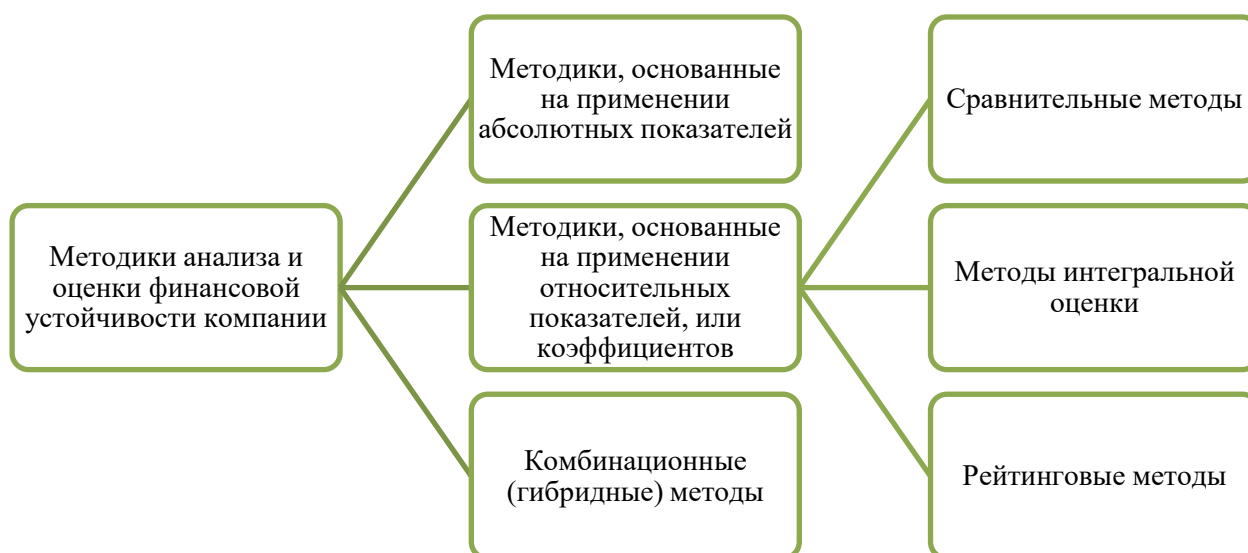 Методики анализа и
оценки финансовой
устойчивости компании
Методики, основанные
на применении
абсолютных показателей
Методики, основанные
на применении
относительных
показателей, или
коэффициентов
Комбинационные
(гибридные) методы
Сравнительные методы
Методы интегральной
оценки
Рейтинговые методы